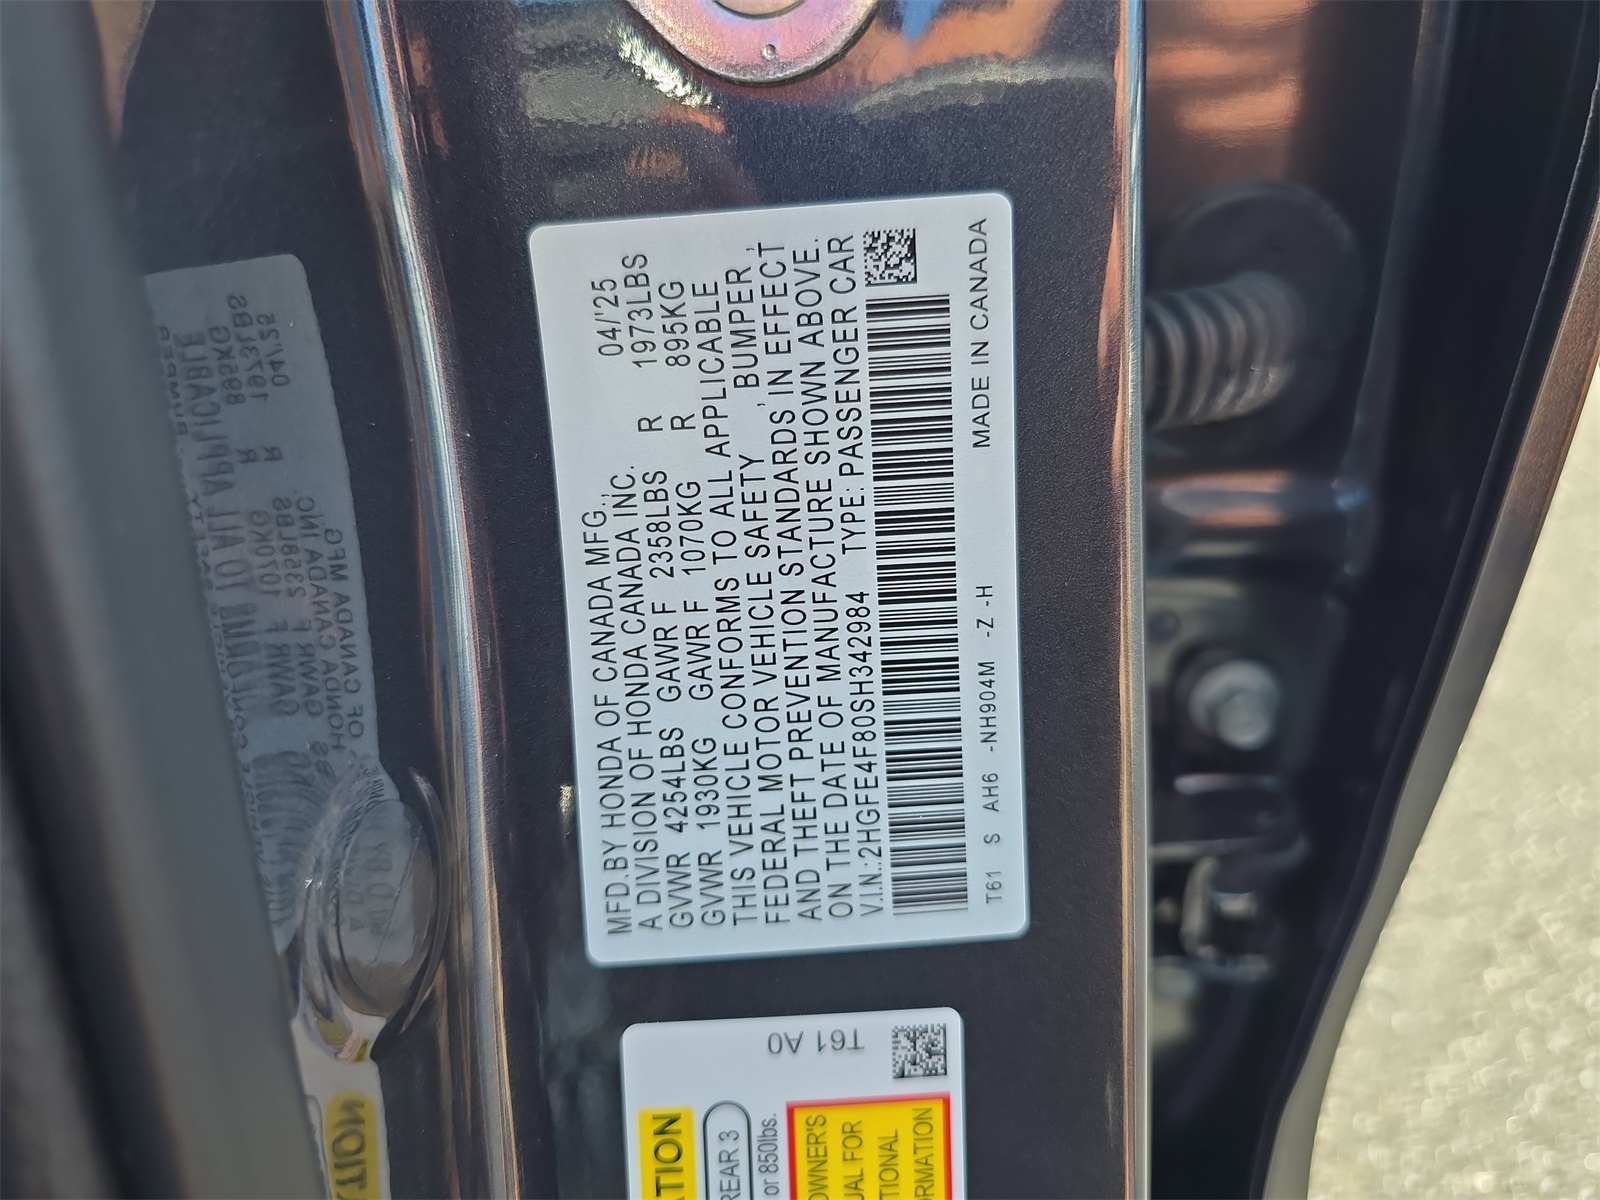 MFD.BY HONDA OF CANADA MFG., 04/'25
A DIVISION OF HONDA CANADA INC.
GVWR 4254LBS GAWR F 2358LBS R 1973LBS
GVWR 1930KG GAWR F 1070KG R 895KG
THIS VEHICLE CONFORMS TO ALL APPLICABLE
FEDERAL MOTOR VEHICLE SAFETY, BUMPER,
AND THEFT PREVENTION STANDARDS IN EFFECT
ON THE DATE OF MANUFACTURE SHOWN ABOVE.
V.I.N.:2HGFE4F80SH342984 TYPE: PASSENGER CAR
T61 S AH6 -NH904M -Z -H MADE IN CANADA
T61 A0
REAR 3
or 850lbs.
OWNER'S